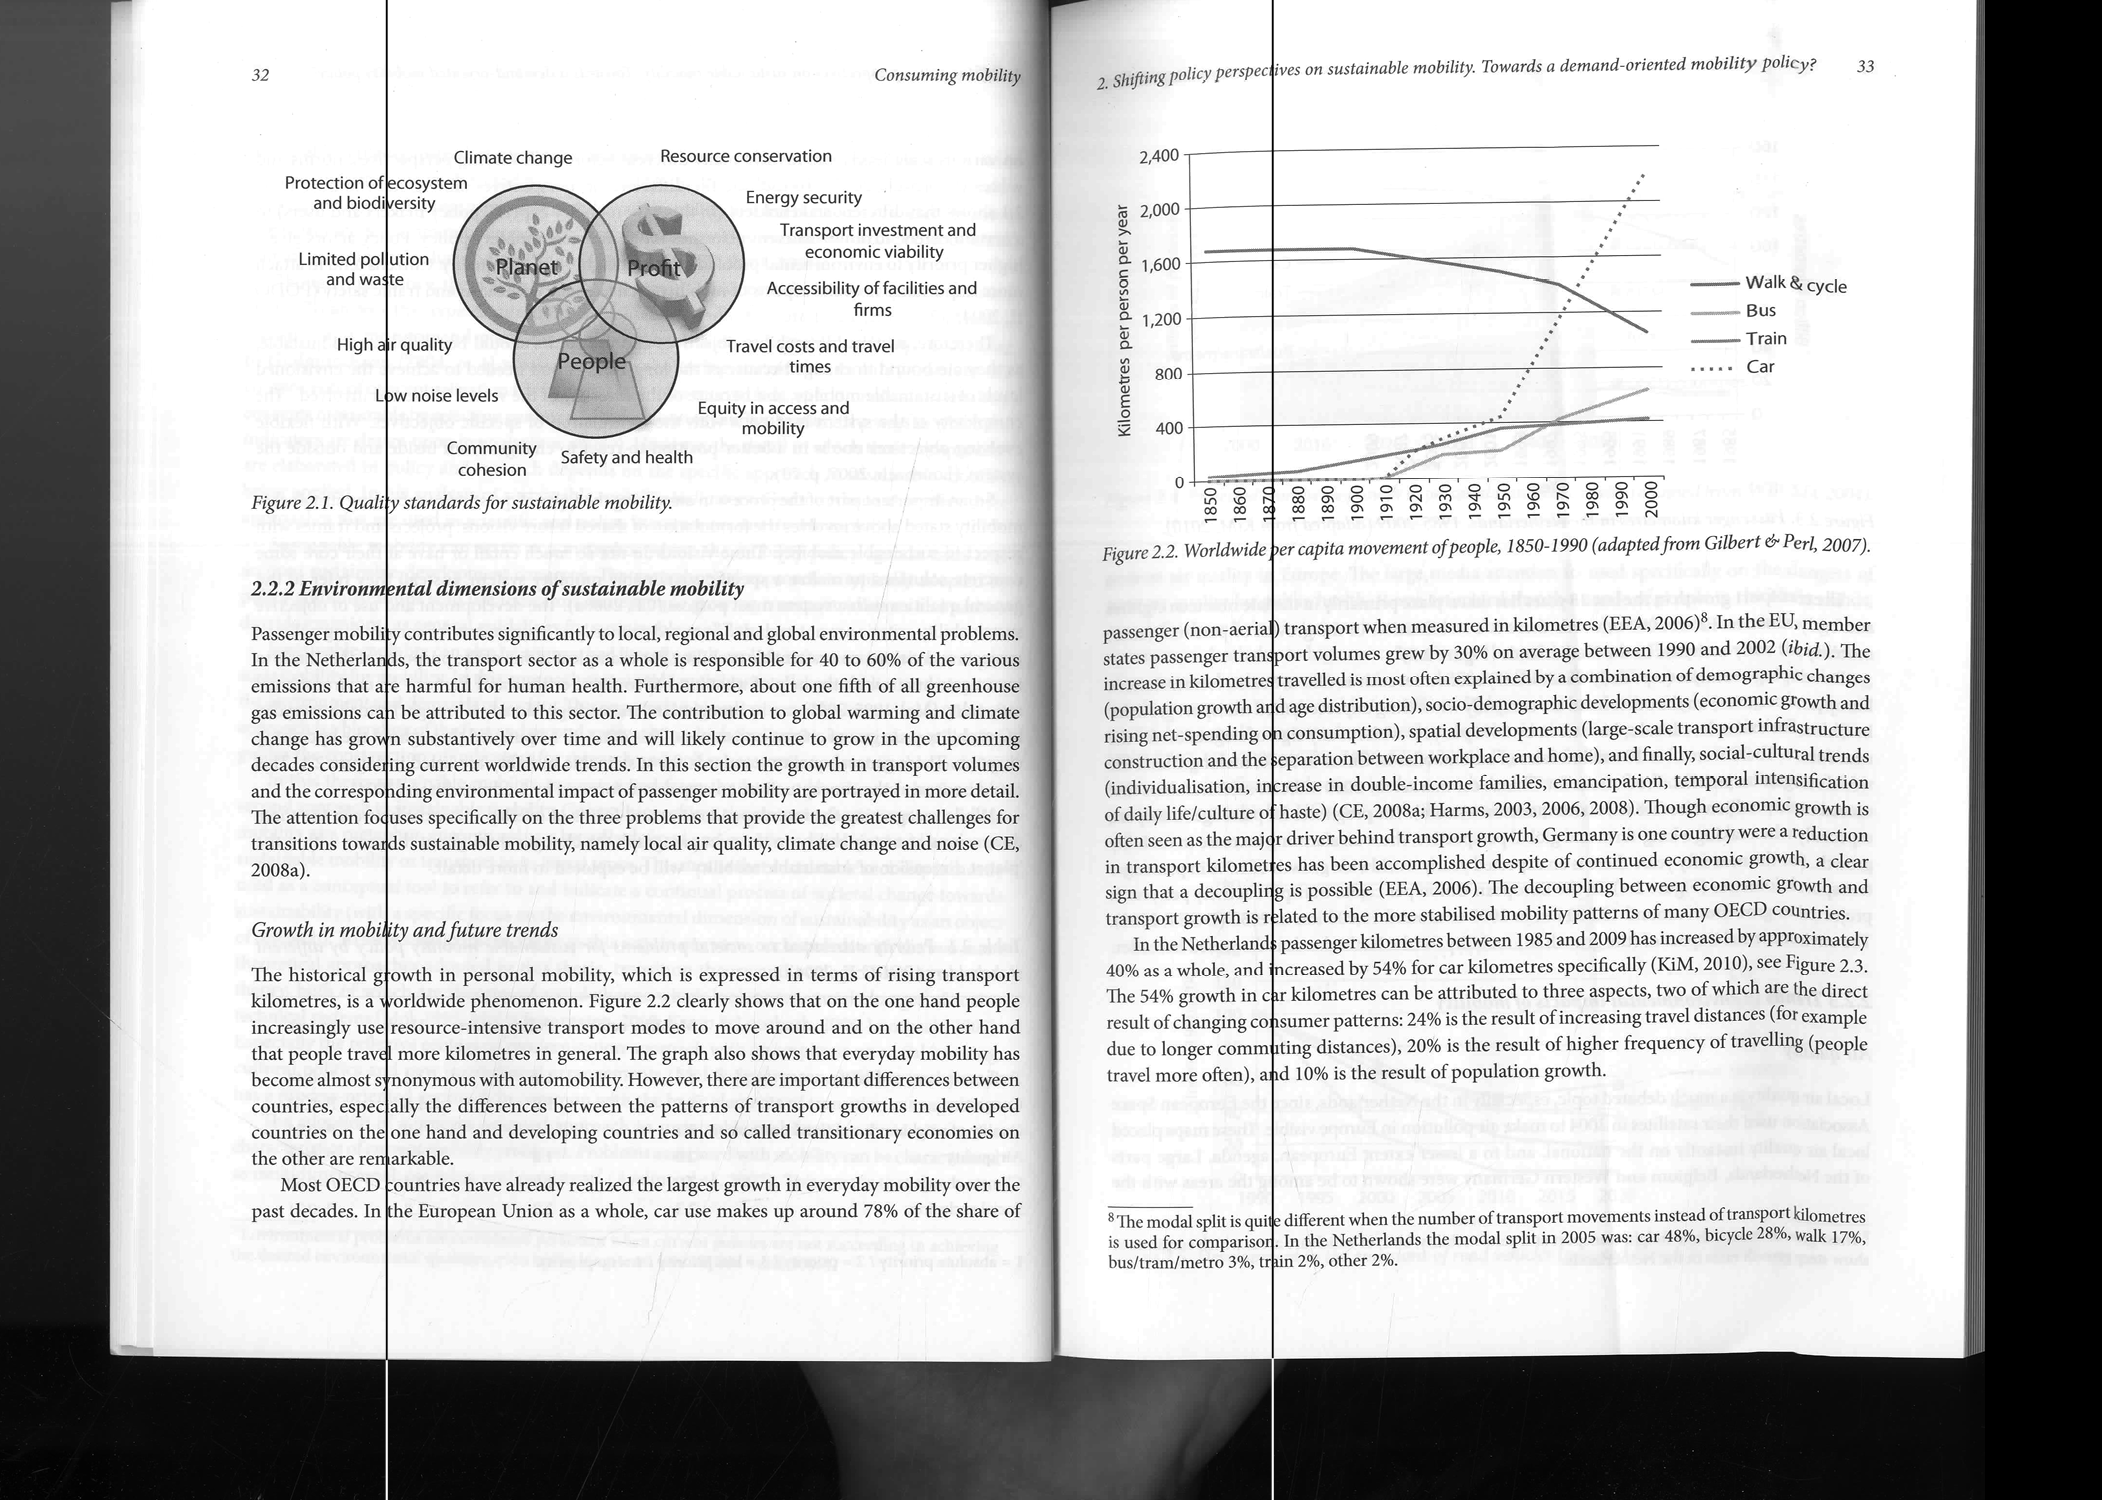 32
Consuming mobility
Climate change
Resource conservation
Protection of ecosystem
and biodiversity
Energy security
Transport investment and
economic viability
Limited pollution
and waste
Planet
Profit
Accessibility of facilities and
firms
High air quality
People
Travel costs and travel
times
Low noise levels
Equity in access and
mobility
Community
cohesion
Safety and health
Figure 2.1. Quality standards for sustainable mobility.
2.2.2 Environmental dimensions of sustainable mobility
Passenger mobility contributes significantly to local, regional and global environmental problems.
In the Netherlands, the transport sector as a whole is responsible for 40 to 60% of the various
emissions that are harmful for human health. Furthermore, about one fifth of all greenhouse
gas emissions can be attributed to this sector. The contribution to global warming and climate
change has grown substantively over time and will likely continue to grow in the upcoming
decades considering current worldwide trends. In this section the growth in transport volumes
and the corresponding environmental impact of passenger mobility are portrayed in more detail.
The attention focuses specifically on the three problems that provide the greatest challenges for
transitions towards sustainable mobility, namely local air quality, climate change and noise (CE,
2008a).
Growth in mobility and future trends
The historical growth in personal mobility, which is expressed in terms of rising transport
kilometres, is a worldwide phenomenon. Figure 2.2 clearly shows that on the one hand people
increasingly use resource-intensive transport modes to move around and on the other hand
that people travel more kilometres in general. The graph also shows that everyday mobility has
become almost synonymous with automobility. However, there are important differences between
countries, especially the differences between the patterns of transport growths in developed
countries on the one hand and developing countries and so called transitionary economies on
the other are remarkable.
Most OECD countries have already realized the largest growth in everyday mobility over the
past decades. In the European Union as a whole, car use makes up around 78% of the share of
2. Shifting policy perspectives on sustainable mobility. Towards a demand-oriented mobility policy?
33
Kilometres per person per year
2,400
2,000
1,600
1,200
800
400
0
1850
1860
1870
1880
1890
1900
1910
1920
1930
1940
1950
1960
1970
1980
1990
2000
Walk & cycle
Bus
Train
Car
Figure 2.2. Worldwide per capita movement of people, 1850-1990 (adapted from Gilbert & Perl, 2007).
passenger (non-aerial) transport when measured in kilometres (EEA, 2006)⁸. In the EU, member
states passenger transport volumes grew by 30% on average between 1990 and 2002 (ibid.). The
increase in kilometres travelled is most often explained by a combination of demographic changes
(population growth and age distribution), socio-demographic developments (economic growth and
rising net-spending on consumption), spatial developments (large-scale transport infrastructure
construction and the separation between workplace and home), and finally, social-cultural trends
(individualisation, increase in double-income families, emancipation, temporal intensification
of daily life/culture of haste) (CE, 2008a; Harms, 2003, 2006, 2008). Though economic growth is
often seen as the major driver behind transport growth, Germany is one country were a reduction
in transport kilometres has been accomplished despite of continued economic growth, a clear
sign that a decoupling is possible (EEA, 2006). The decoupling between economic growth and
transport growth is related to the more stabilised mobility patterns of many OECD countries.
In the Netherlands passenger kilometres between 1985 and 2009 has increased by approximately
40% as a whole, and increased by 54% for car kilometres specifically (KiM, 2010), see Figure 2.3.
The 54% growth in car kilometres can be attributed to three aspects, two of which are the direct
result of changing consumer patterns: 24% is the result of increasing travel distances (for example
due to longer commuting distances), 20% is the result of higher frequency of travelling (people
travel more often), and 10% is the result of population growth.
⁸ The modal split is quite different when the number of transport movements instead of transport kilometres
is used for comparison. In the Netherlands the modal split in 2005 was: car 48%, bicycle 28%, walk 17%,
bus/tram/metro 3%, train 2%, other 2%.